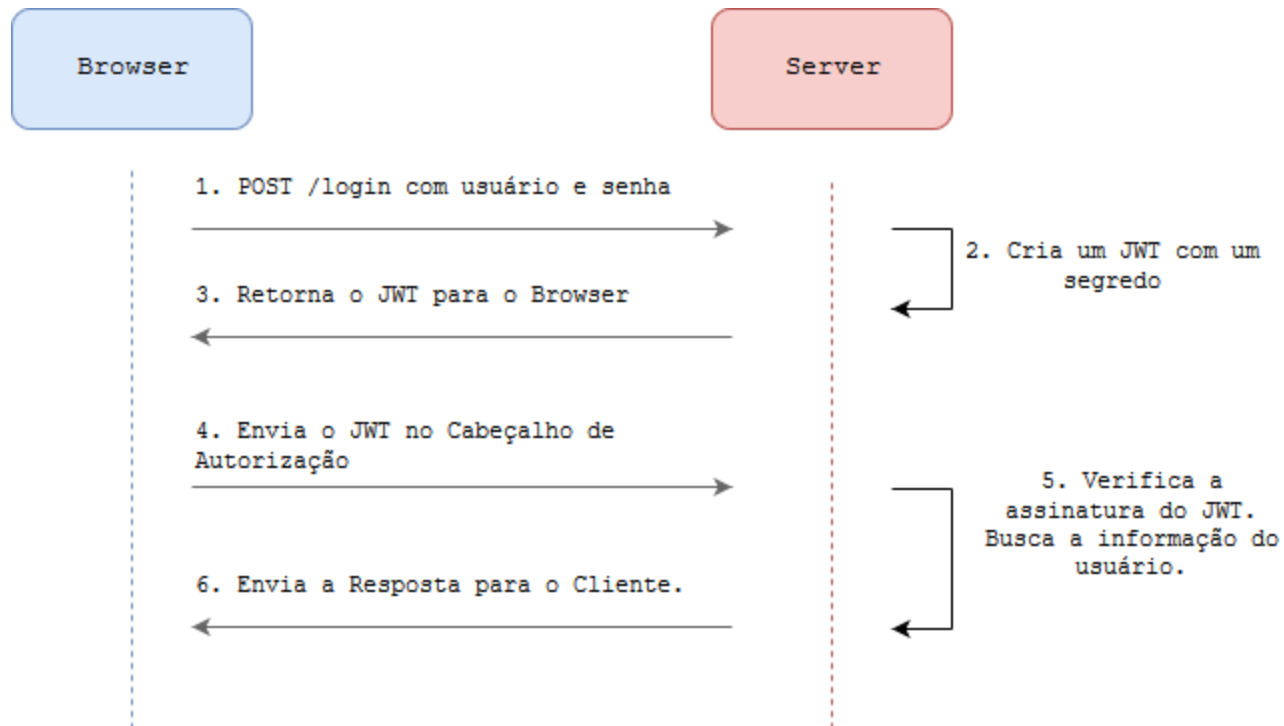 Browser
Server
1. POST /login com usuário e senha
2. Cria um JWT com um
segredo
3. Retorna o JWT para o Browser
4. Envia o JWT no Cabeçalho de
Autorização
5. Verifica a
assinatura do JWT.
Busca a informação do
usuário.
6. Envia a Resposta para o Cliente.